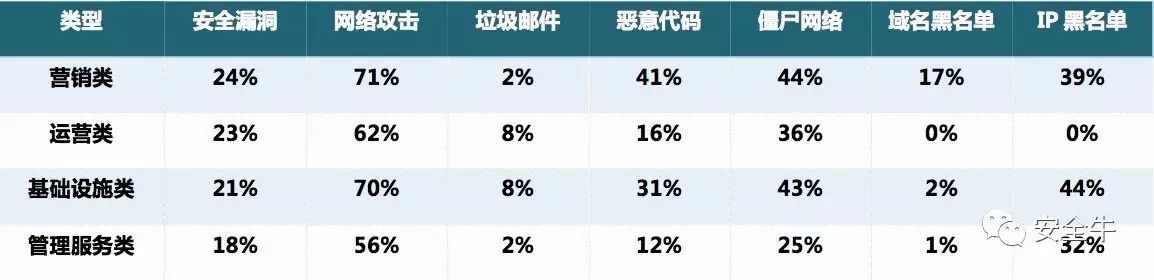 类型 安全漏洞 网络攻击 垃圾邮件 恶意代码 僵尸网络 域名黑名单 IP 黑名单
营销类 24% 71% 2% 41% 44% 17% 39%
运营类 23% 62% 8% 16% 36% 0% 0%
基础设施类 21% 70% 8% 31% 43% 2% 44%
管理服务类 18% 56% 2% 12% 25% 1% 32%
安全牛